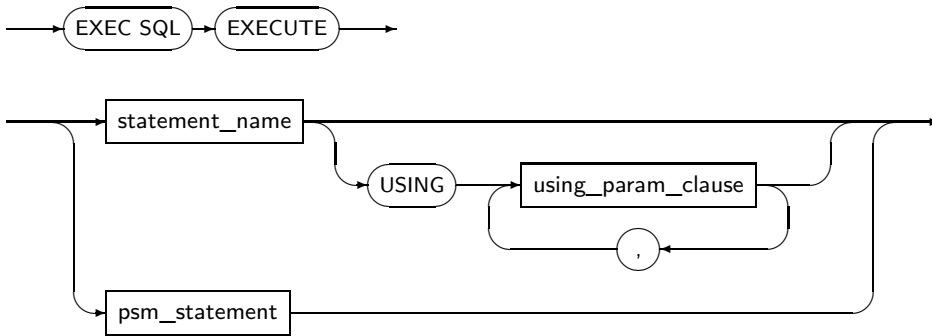 EXEC SQL EXECUTE
statement_name
USING using_param_clause
,
psm_statement